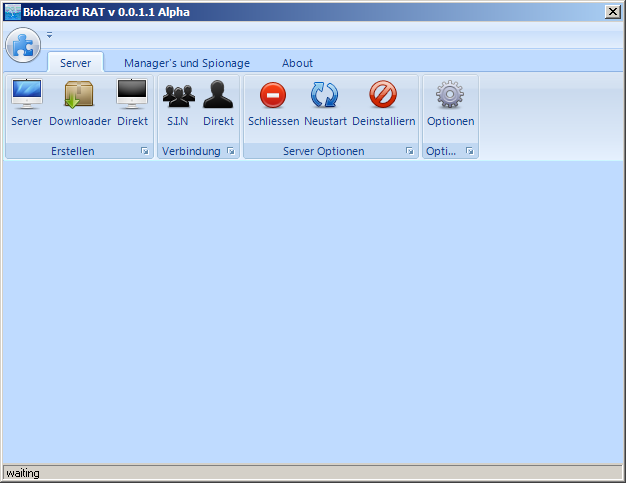 Biohazard RAT v 0.0.1.1 Alpha
Server Manager's und Spionage About
Server Downloader Direkt S.I.N Direkt Schliessen Neustart Deinstalliern Optionen
Erstellen Verbindung Server Optionen Opti...
waiting